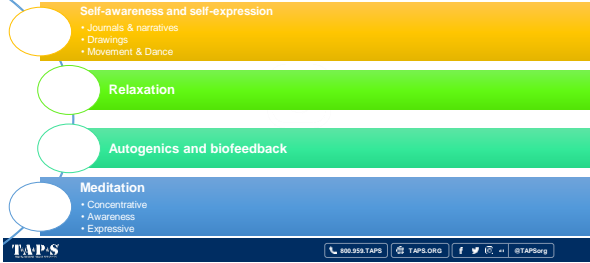 Self-awareness and self-expression
• Journals & narratives
• Drawings
• Movement & Dance
Relaxation
Autogenics and biofeedback
Meditation
• Concentrative
• Awareness
• Expressive
T★A★P★S
800.959.TAPS
TAPS.ORG
@TAPSorg